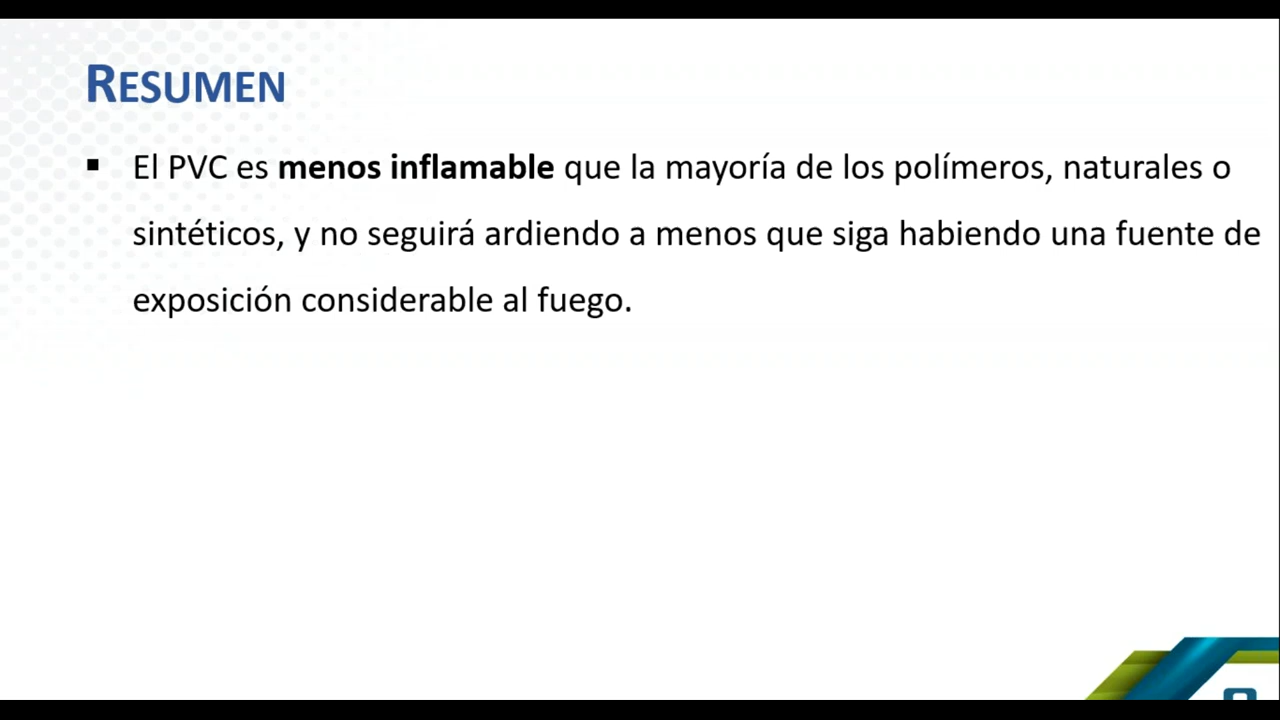 RESUMEN
▪ El PVC es menos inflamable que la mayoría de los polímeros, naturales o
sintéticos, y no seguirá ardiendo a menos que siga habiendo una fuente de
exposición considerable al fuego.